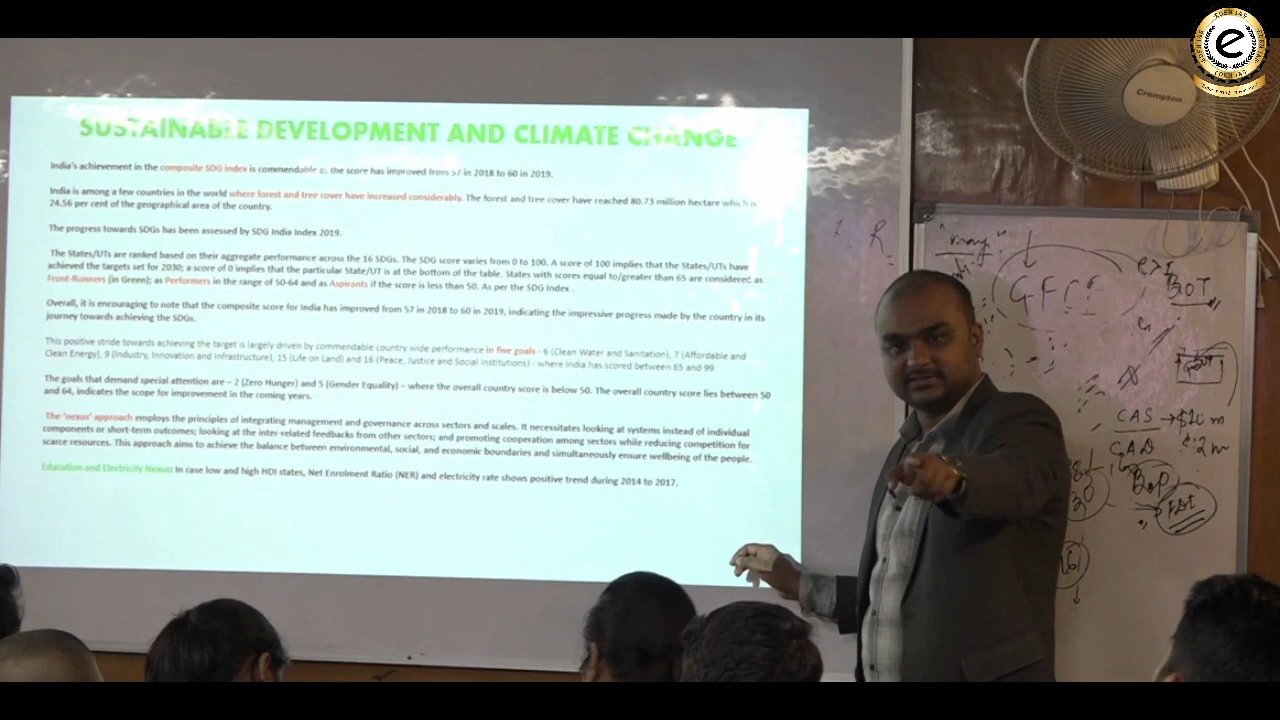 SUSTAINABLE DEVELOPMENT AND CLIMATE CHANGE
India's achievement in the composite SDG index is commendable as the score has improved from 57 in 2018 to 60 in 2019.
India is among a few countries in the world where forest and tree cover have increased considerably. The forest and tree cover have reached 80.73 million hectare which is
24.56 per cent of the geographical area of the country.
The progress towards SDGs has been assessed by SDG India Index 2019.
The States/UTs are ranked based on their aggregate performance across the 16 SDGs. The SDG score varies from 0 to 100. A score of 100 implies that the States/UTs have
achieved the targets set for 2030; a score of 0 implies that the particular State/UT is at the bottom of the table. States with scores equal to/greater than 65 are considered as
Front-Runners (in Green); as Performers in the range of 50-64 and as Aspirants if the score is less than 50. As per the SDG Index .
Overall, it is encouraging to note that the composite score for India has improved from 57 in 2018 to 60 in 2019, indicating the impressive progress made by the country in its
journey towards achieving the SDGs.
This positive stride towards achieving the target is largely driven by commendable country wide performance in five goals - 6 (Clean Water and Sanitation), 7 (Affordable and
Clean Energy), 9 (Industry, Innovation and Infrastructure), 15 (Life on Land) and 16 (Peace, Justice and Social Institutions) - where India has scored between 65 and 99.
The goals that demand special attention are – 2 (Zero Hunger) and 5 (Gender Equality) – where the overall country score is below 50. The overall country score lies between 50
and 64, indicates the scope for improvement in the coming years.
The 'nexus' approach employs the principles of integrating management and governance across sectors and scales. It necessitates looking at systems instead of individual
components or short-term outcomes; looking at the inter-related feedbacks from other sectors; and promoting cooperation among sectors while reducing competition for
scarce resources. This approach aims to achieve the balance between environmental, social, and economic boundaries and simultaneously ensure wellbeing of the people.
Education and Electricity Nexus: In case low and high HDI states, Net Enrolment Ratio (NER) and electricity rate shows positive trend during 2014 to 2017.
Crompton
EDEN IAS
e
EDEN IAS
R
BOT
CAS
CAD
BOP
FDI